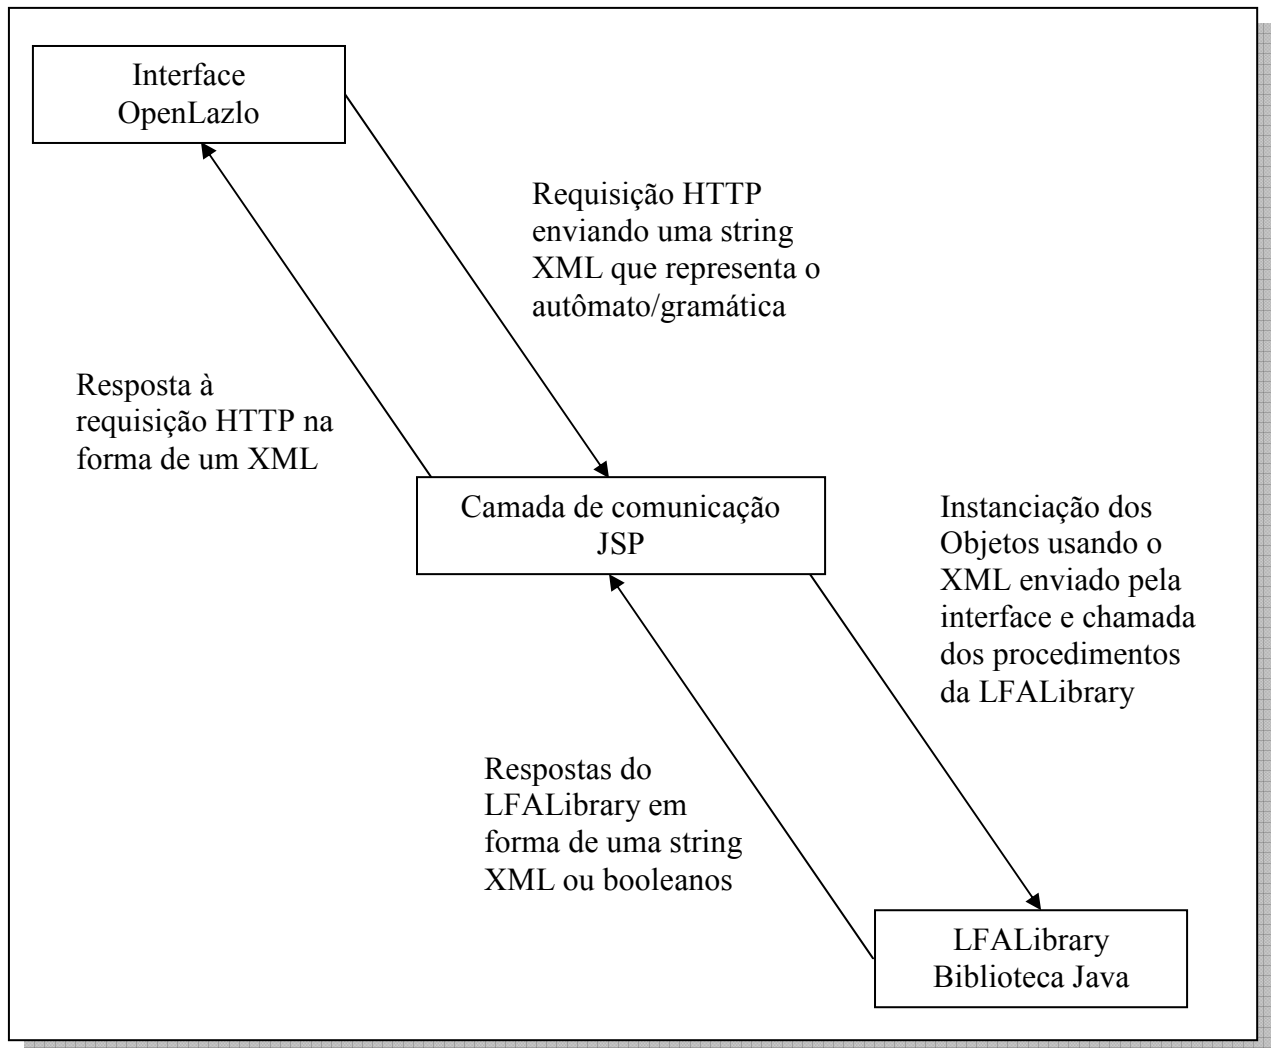 Interface
OpenLazlo
Requisição HTTP
enviando uma string
XML que representa o
autômato/gramática
Resposta à
requisição HTTP na
forma de um XML
Camada de comunicação
JSP
Instanciação dos
Objetos usando o
XML enviado pela
interface e chamada
dos procedimentos
da LFALibrary
Respostas do
LFALibrary em
forma de uma string
XML ou booleanos
LFALibrary
Biblioteca Java